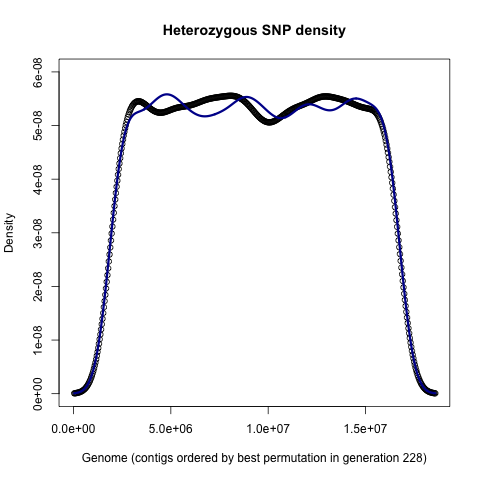 Heterozygous SNP density
Density
6e-08
5e-08
4e-08
3e-08
2e-08
1e-08
0e+00
0.0e+00 5.0e+06 1.0e+07 1.5e+07
Genome (contigs ordered by best permutation in generation 228)